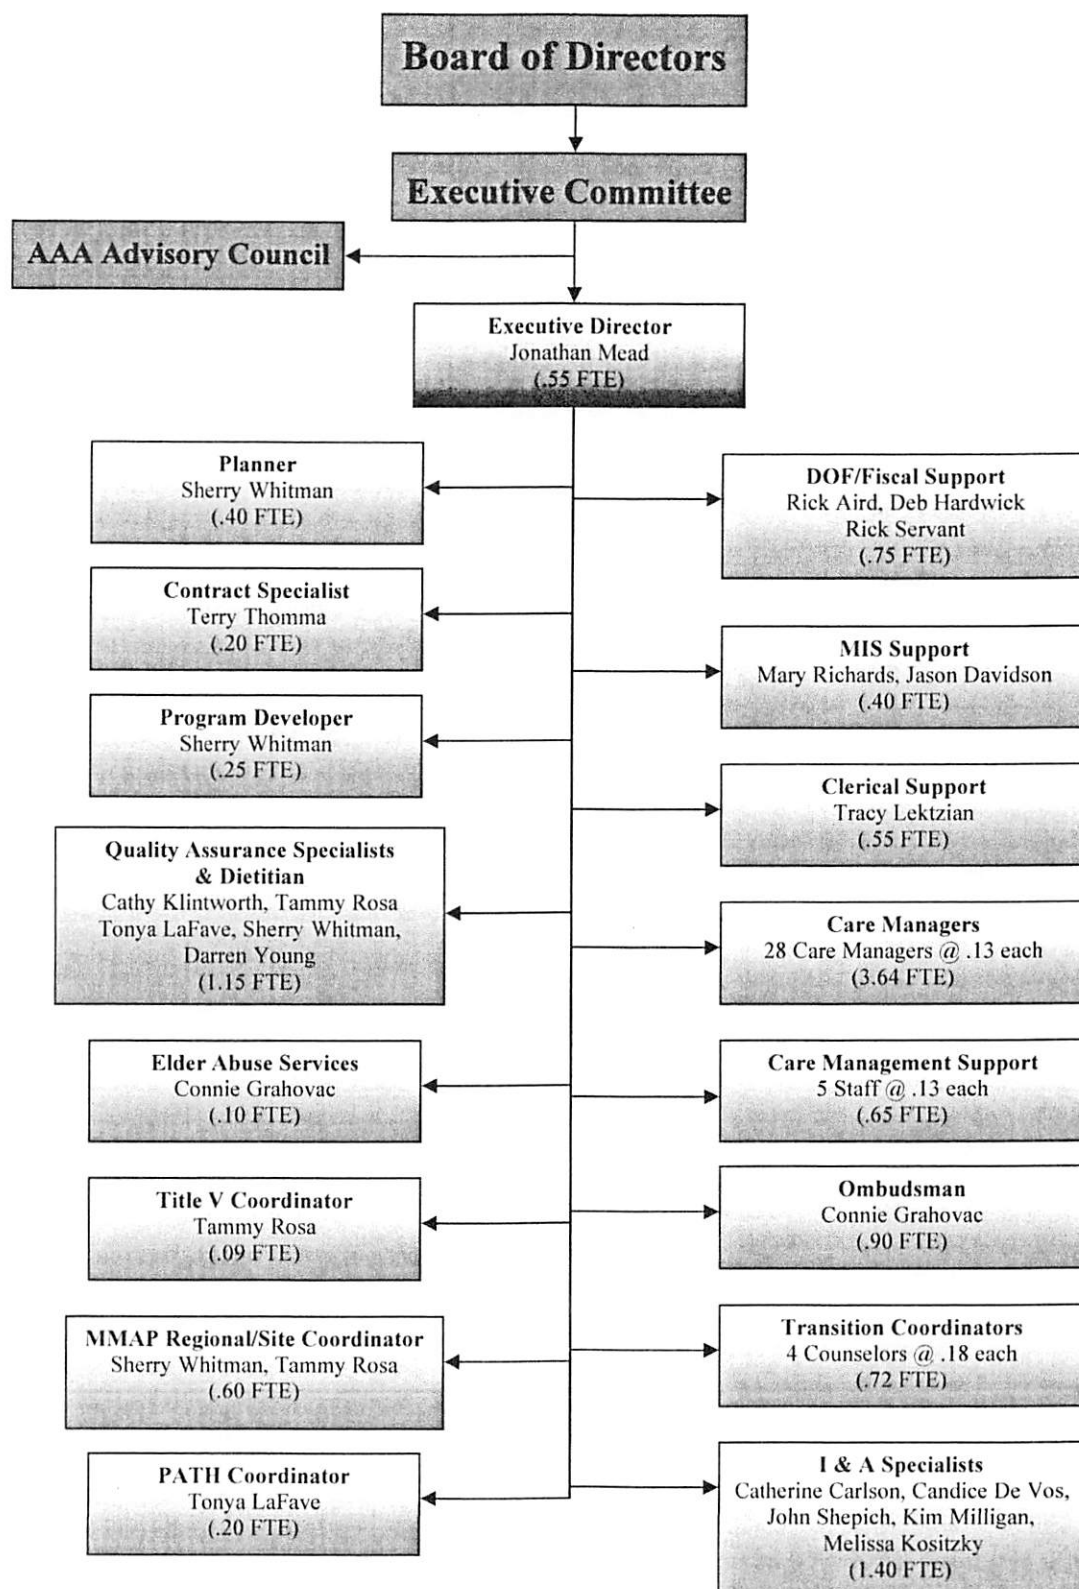 Board of Directors
Executive Committee
AAA Advisory Council
Executive Director
Jonathan Mead
(.55 FTE)
Planner
Sherry Whitman
(.40 FTE)
Contract Specialist
Terry Thomma
(.20 FTE)
Program Developer
Sherry Whitman
(.25 FTE)
Quality Assurance Specialists
& Dietitian
Cathy Klintworth, Tammy Rosa
Tonya LaFave, Sherry Whitman,
Darren Young
(1.15 FTE)
Elder Abuse Services
Connie Grahovac
(.10 FTE)
Title V Coordinator
Tammy Rosa
(.09 FTE)
MMAP Regional/Site Coordinator
Sherry Whitman, Tammy Rosa
(.60 FTE)
PATH Coordinator
Tonya LaFave
(.20 FTE)
DOF/Fiscal Support
Rick Aird, Deb Hardwick
Rick Servant
(.75 FTE)
MIS Support
Mary Richards, Jason Davidson
(.40 FTE)
Clerical Support
Tracy Lektzian
(.55 FTE)
Care Managers
28 Care Managers @ .13 each
(3.64 FTE)
Care Management Support
5 Staff @ .13 each
(.65 FTE)
Ombudsman
Connie Grahovac
(.90 FTE)
Transition Coordinators
4 Counselors @ .18 each
(.72 FTE)
I & A Specialists
Catherine Carlson, Candice De Vos,
John Shepich, Kim Milligan,
Melissa Kositzky
(1.40 FTE)